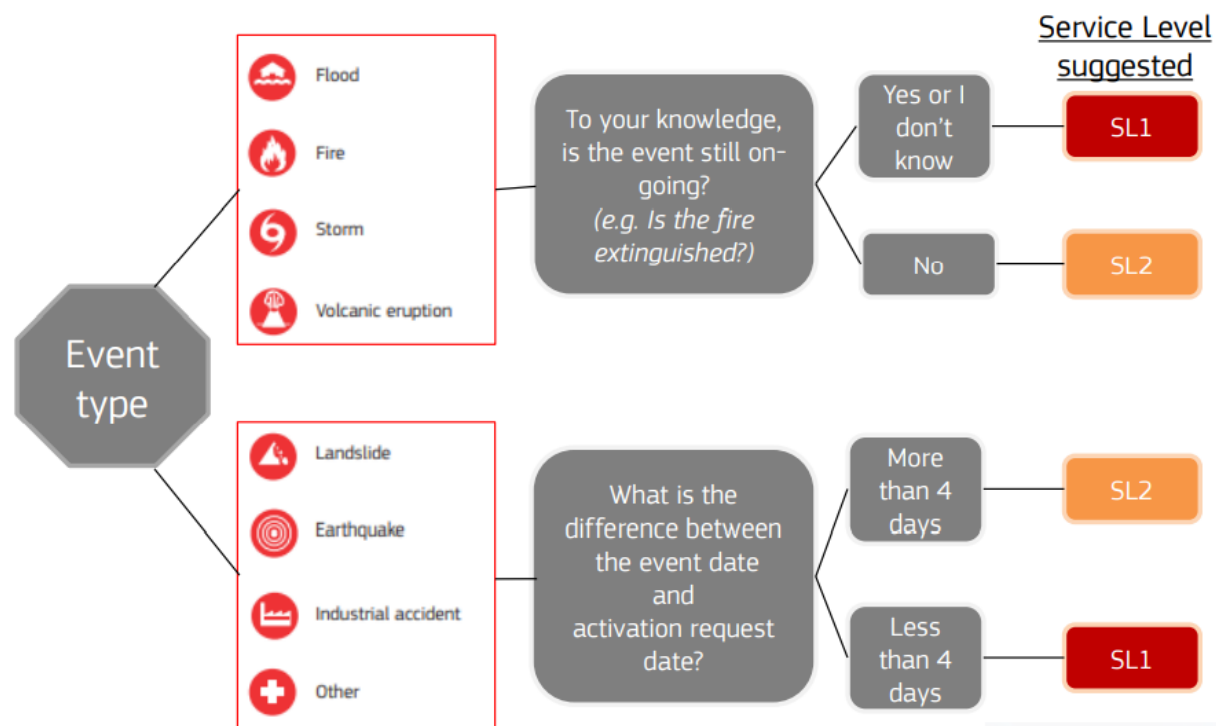 Service Level
suggested
Event
type
Flood
Fire
Storm
Volcanic eruption
To your knowledge,
is the event still on-
going?
(e.g. Is the fire
extinguished?)
Yes or I
don't
know
SL1
No
SL2
Landslide
Earthquake
Industrial accident
Other
What is the
difference between
the event date
and
activation request
date?
More
than 4
days
SL2
Less
than 4
days
SL1